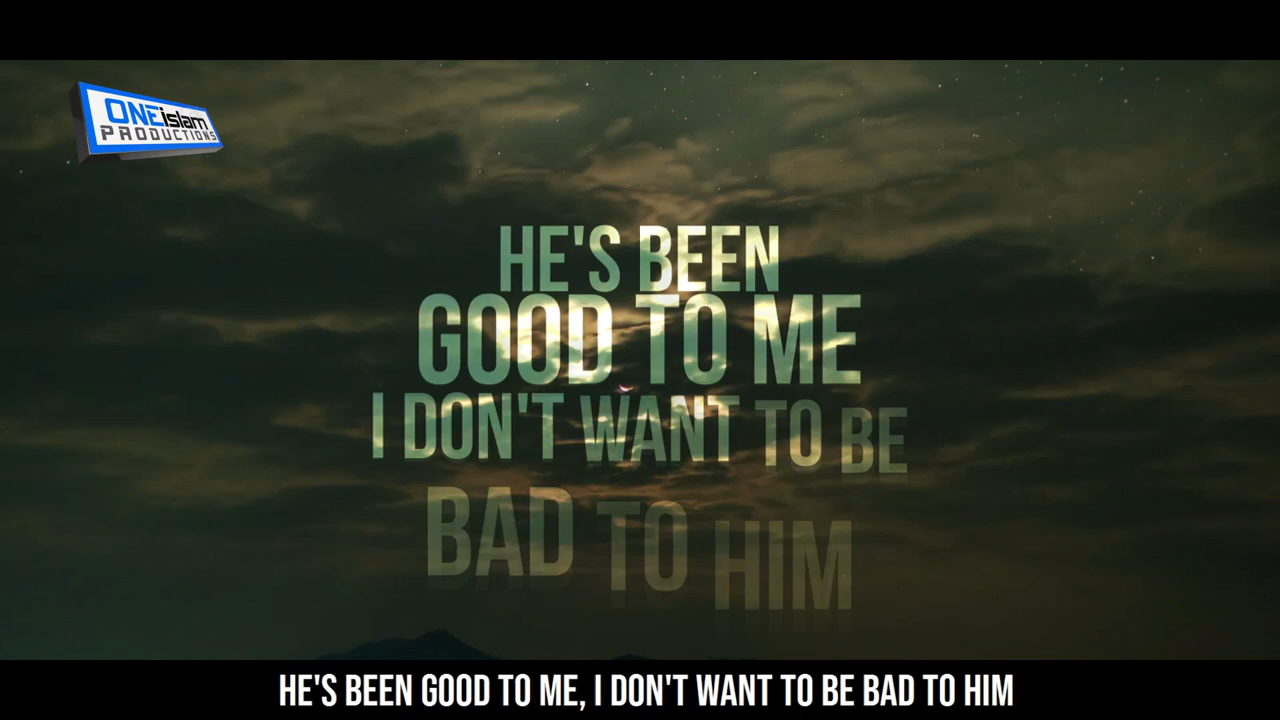 ONEislam
PRODUCTIONS
HE'S BEEN
GOOD TO ME
I DON'T WANT TO BE
BAD TO HIM
HE'S BEEN GOOD TO ME, I DON'T WANT TO BE BAD TO HIM